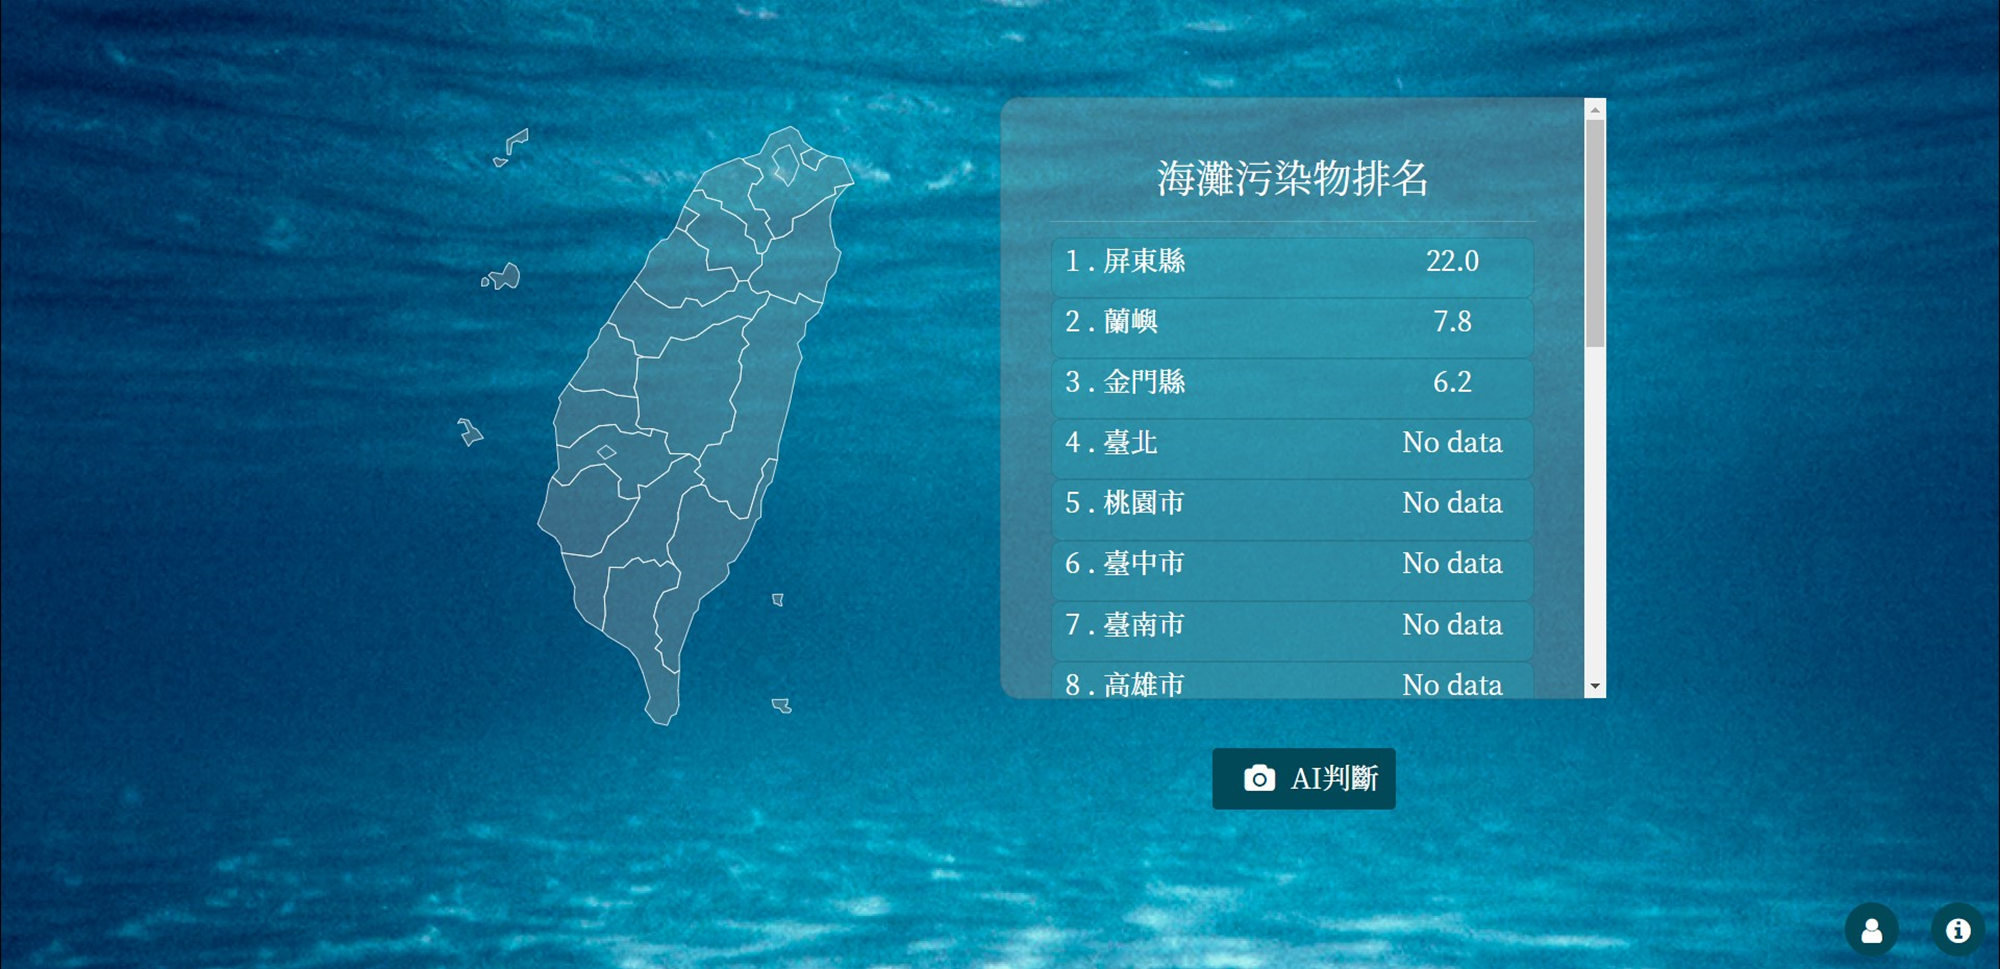 海灘污染物排名
1 . 屏東縣 22.0
2 . 蘭嶼 7.8
3 . 金門縣 6.2
4 . 臺北 No data
5 . 桃園市 No data
6 . 臺中市 No data
7 . 臺南市 No data
8 . 高雄市 No data
AI判斷